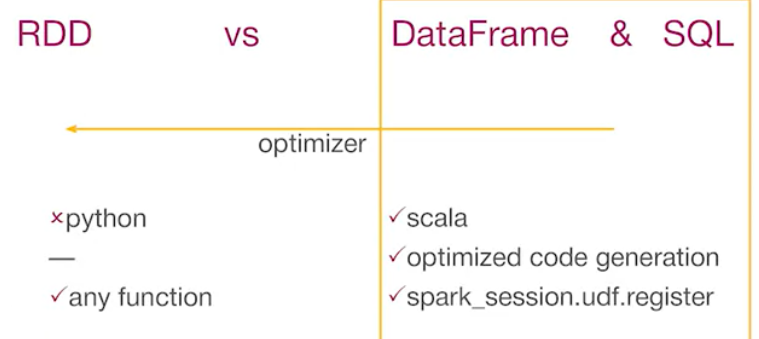 RDD vs DataFrame & SQL
optimizer
×python ✓scala
— ✓optimized code generation
✓any function ✓spark_session.udf.register